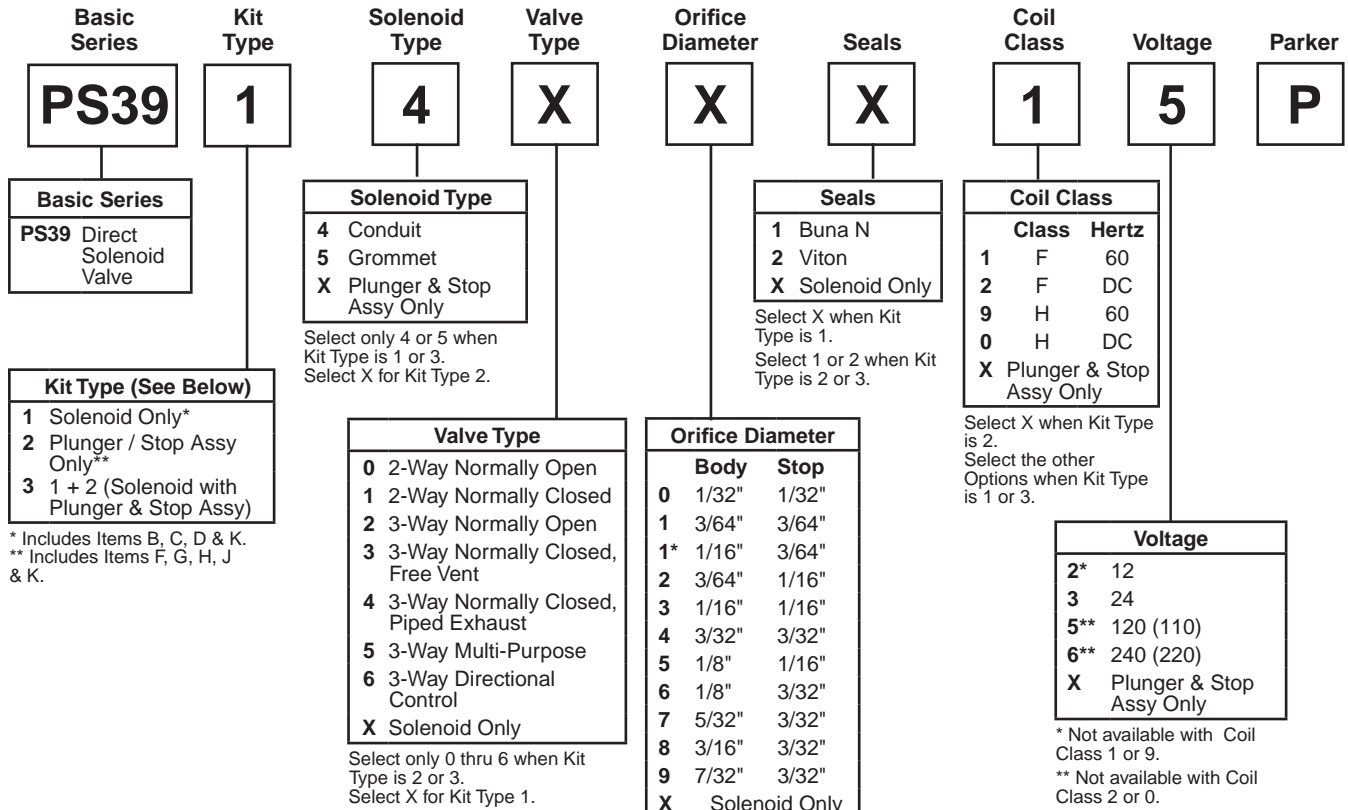 Basic Series
Kit Type
Solenoid Type
Valve Type
Orifice Diameter
Seals
Coil Class
Voltage
Parker
PS39
1
4
X
X
X
1
5
P
Basic Series
PS39 Direct
Solenoid
Valve
Kit Type (See Below)
1 Solenoid Only*
2 Plunger / Stop Assy
Only**
3 1 + 2 (Solenoid with
Plunger & Stop Assy)
* Includes Items B, C, D & K.
** Includes Items F, G, H, J
& K.
Solenoid Type
4 Conduit
5 Grommet
X Plunger & Stop
Assy Only
Select only 4 or 5 when
Kit Type is 1 or 3.
Select X for Kit Type 2.
Valve Type
0 2-Way Normally Open
1 2-Way Normally Closed
2 3-Way Normally Open
3 3-Way Normally Closed,
Free Vent
4 3-Way Normally Closed,
Piped Exhaust
5 3-Way Multi-Purpose
6 3-Way Directional
Control
X Solenoid Only
Select only 0 thru 6 when Kit
Type is 2 or 3.
Select X for Kit Type 1.
Orifice Diameter
Body Stop
0 1/32" 1/32"
1 3/64" 3/64"
1* 1/16" 3/64"
2 3/64" 1/16"
3 1/16" 1/16"
4 3/32" 3/32"
5 1/8" 1/16"
6 1/8" 3/32"
7 5/32" 3/32"
8 3/16" 3/32"
9 7/32" 3/32"
X Solenoid Only
Seals
1 Buna N
2 Viton
X Solenoid Only
Select X when Kit
Type is 1.
Select 1 or 2 when Kit
Type is 2 or 3.
Coil Class
Class Hertz
1 F 60
2 F DC
9 H 60
0 H DC
X Plunger & Stop
Assy Only
Select X when Kit Type
is 2.
Select the other
Options when Kit Type
is 1 or 3.
Voltage
2* 12
3 24
5** 120 (110)
6** 240 (220)
X Plunger & Stop
Assy Only
* Not available with Coil
Class 1 or 9.
** Not available with Coil
Class 2 or 0.